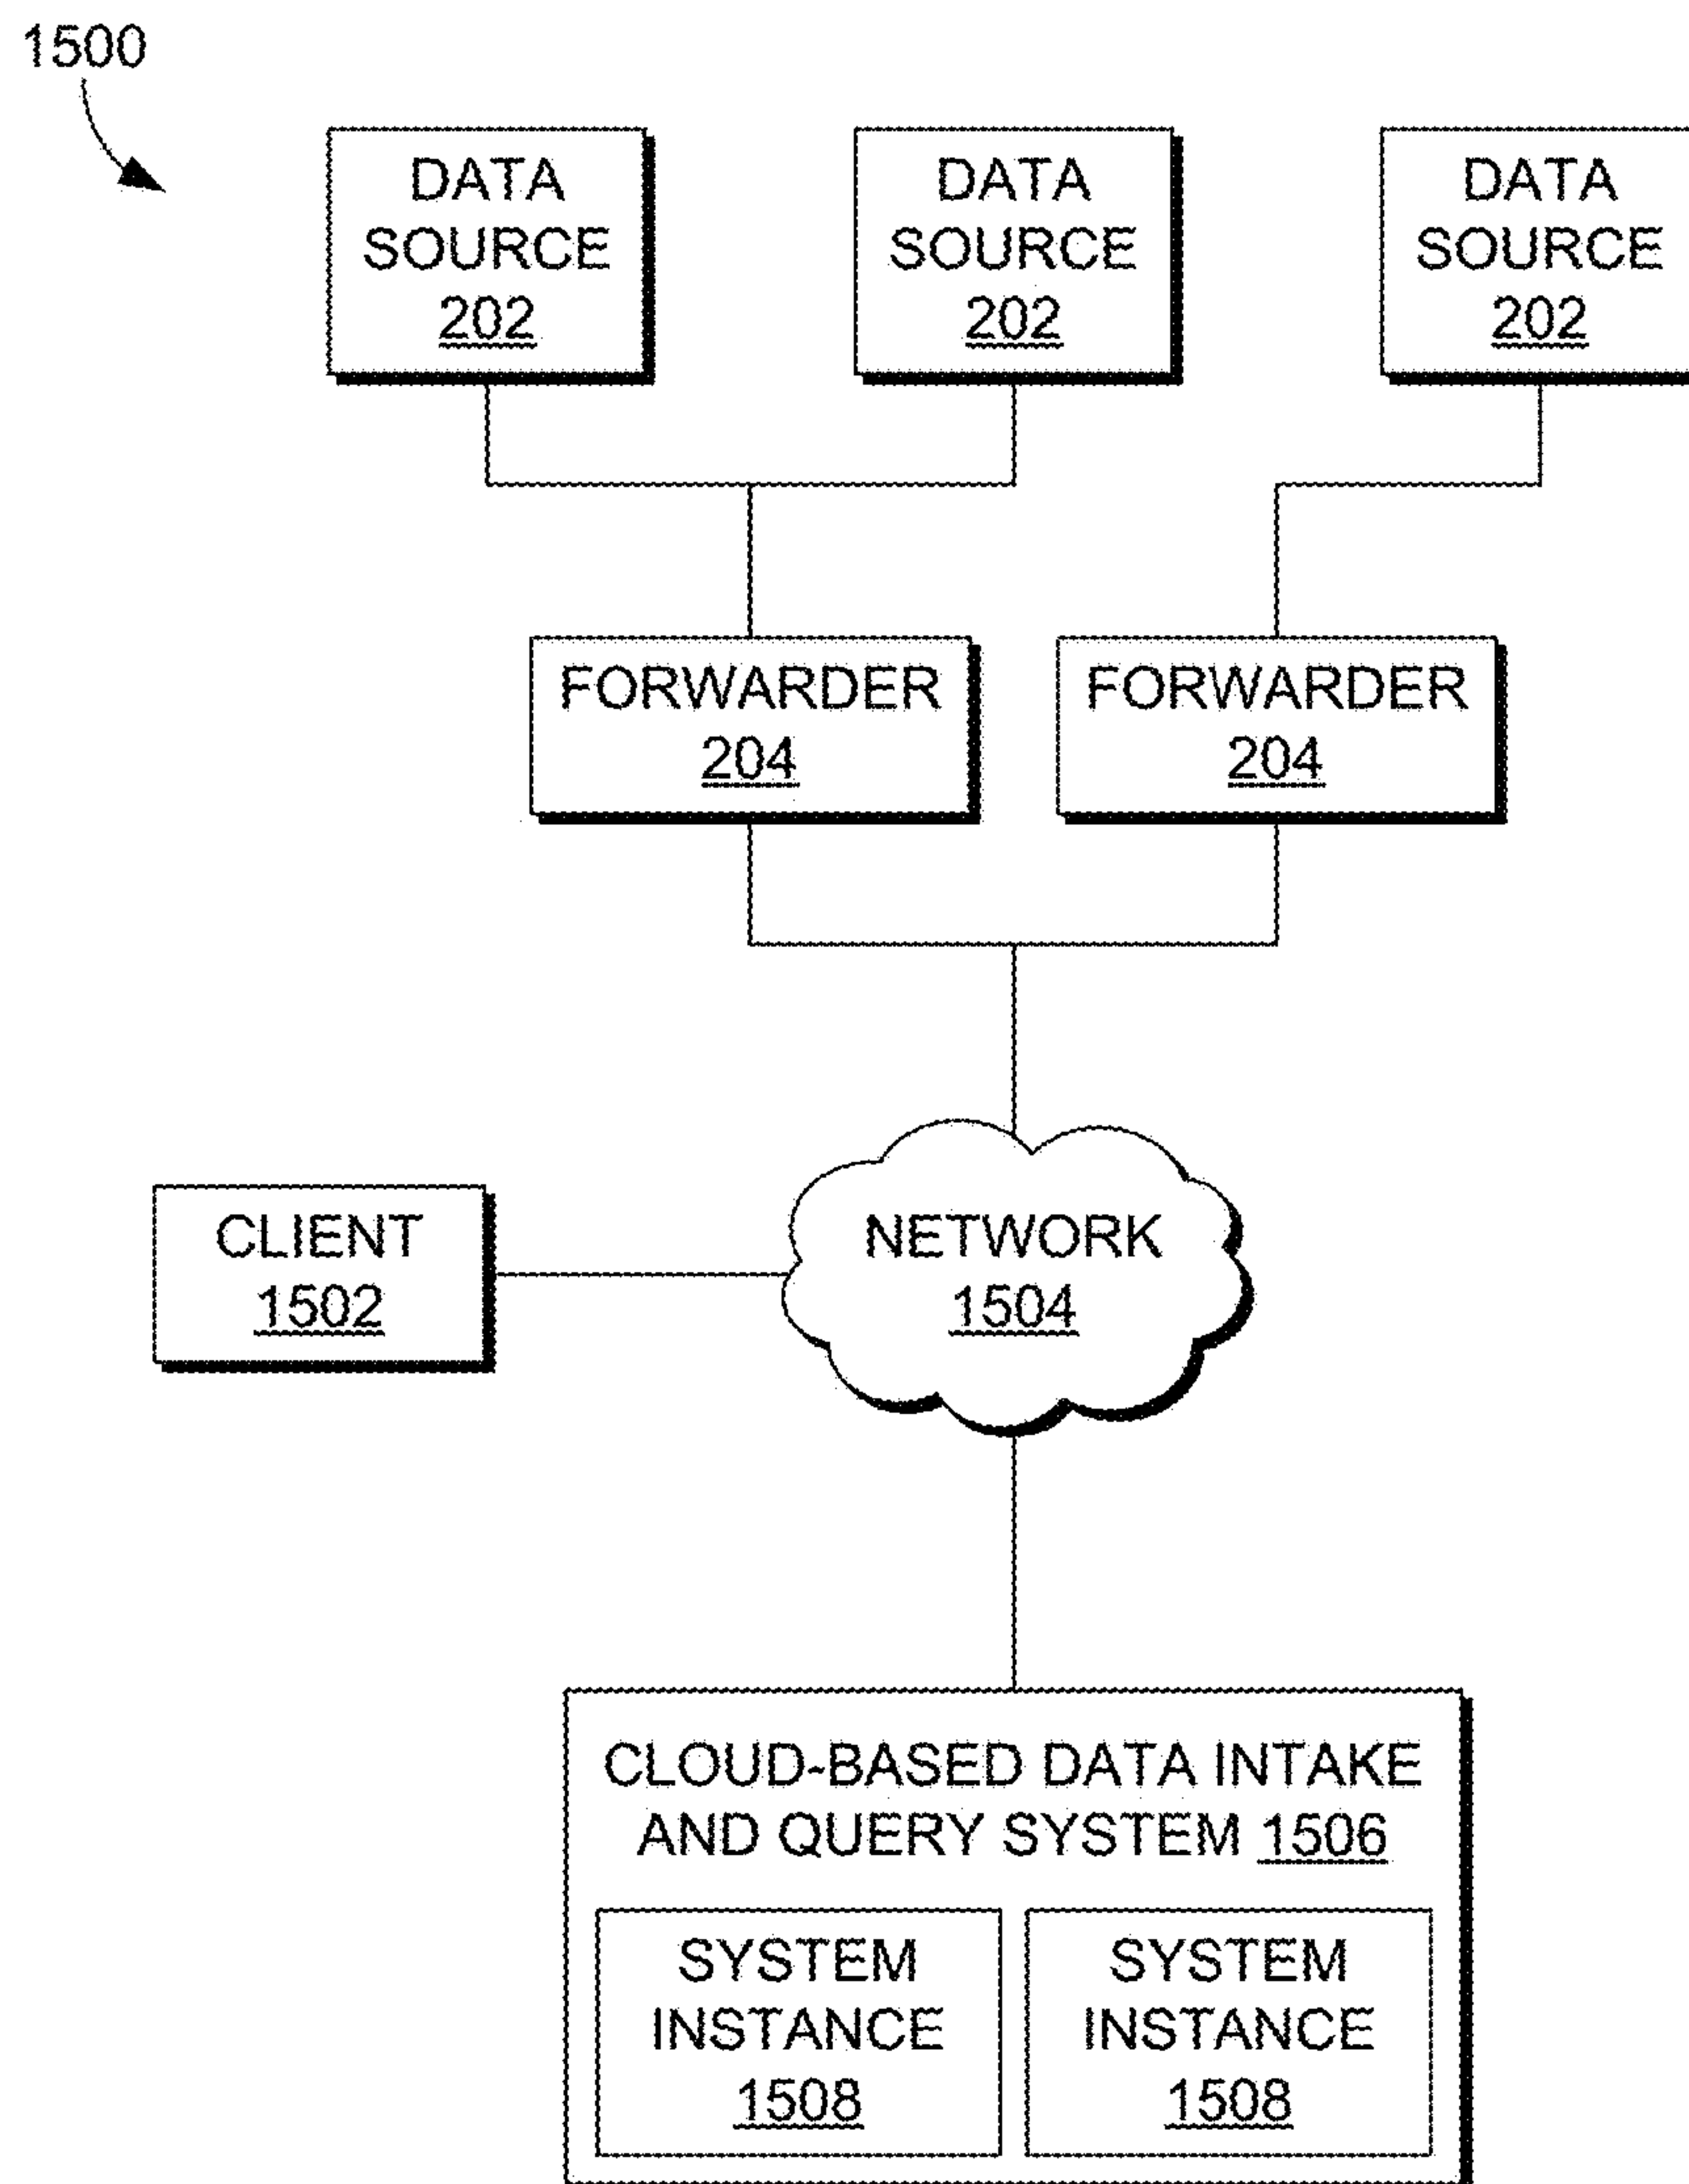 1500
DATA
SOURCE
202
DATA
SOURCE
202
DATA
SOURCE
202
FORWARDER
204
FORWARDER
204
CLIENT
1502
NETWORK
1504
CLOUD-BASED DATA INTAKE
AND QUERY SYSTEM 1506
SYSTEM
INSTANCE
1508
SYSTEM
INSTANCE
1508